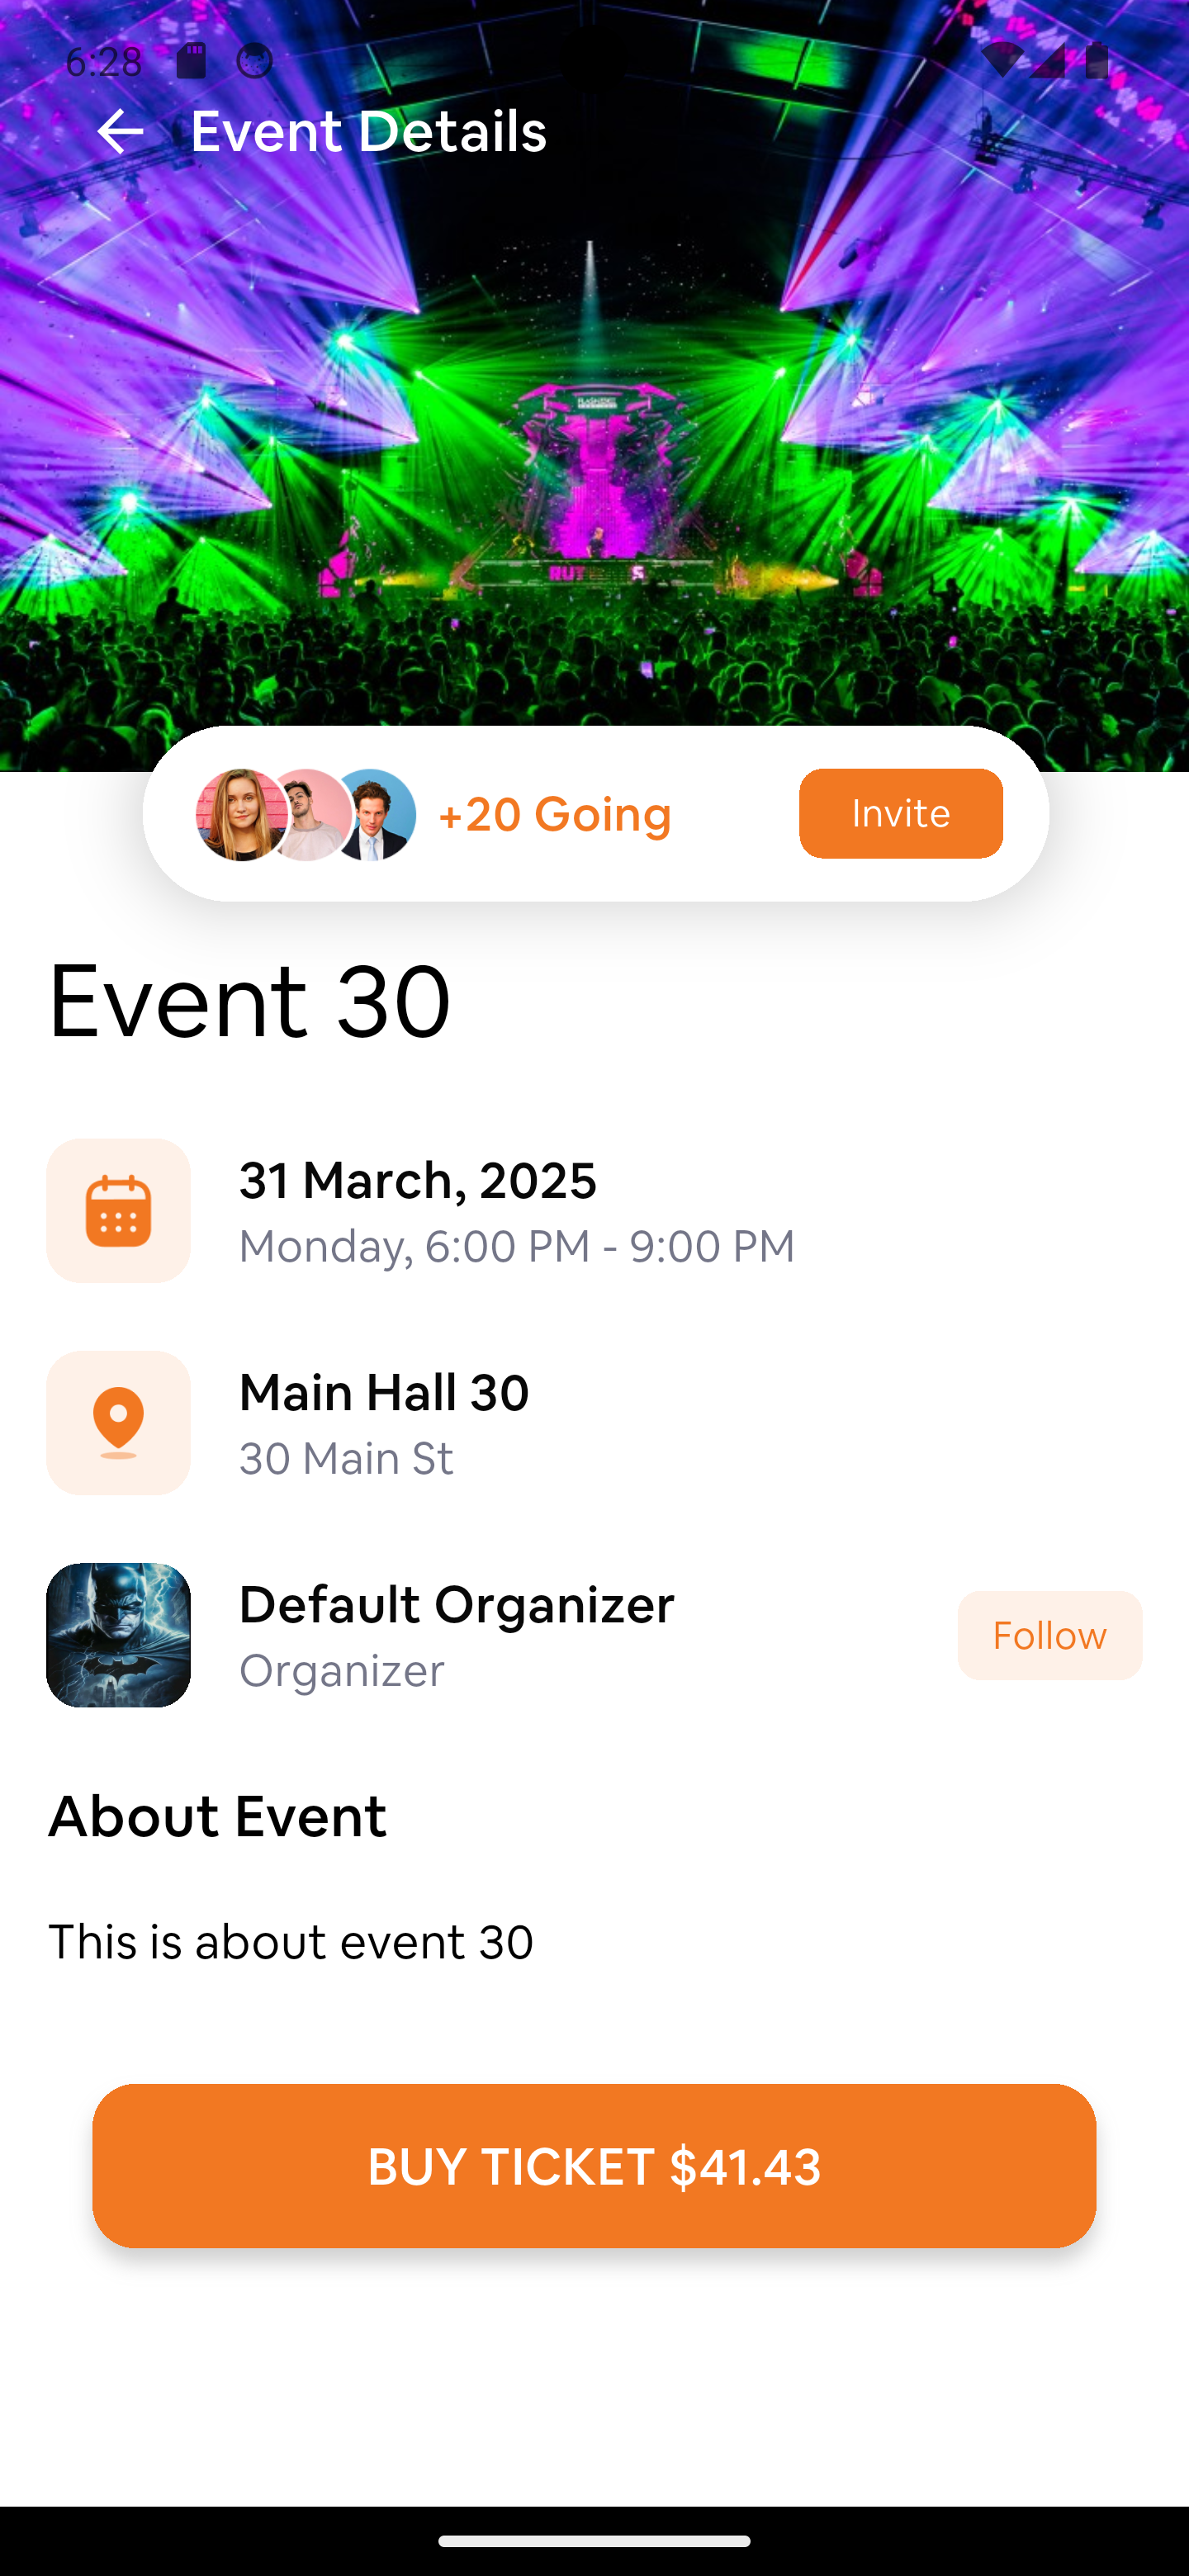 6:28
Event Details
+20 Going
Invite
Event 30
31 March, 2025
Monday, 6:00 PM - 9:00 PM
Main Hall 30
30 Main St
Default Organizer
Organizer
Follow
About Event
This is about event 30
BUY TICKET $41.43